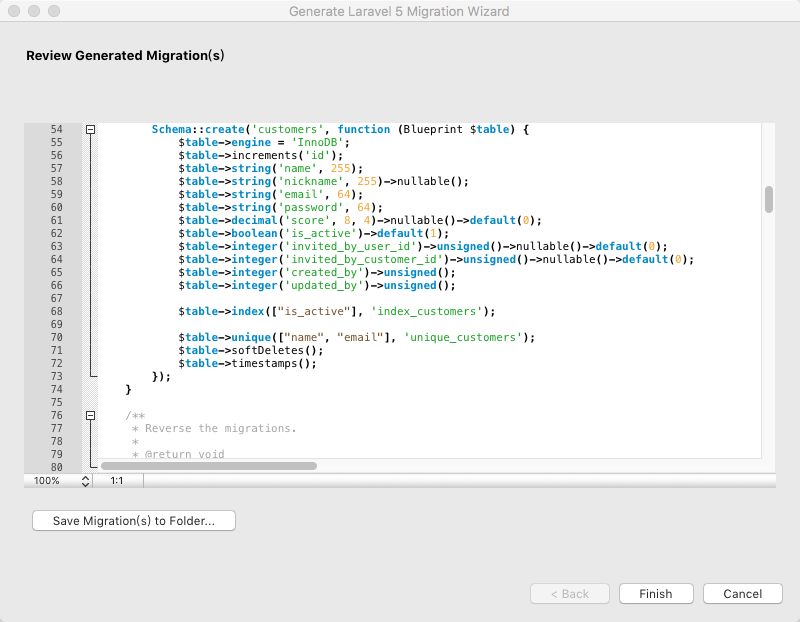 Generate Laravel 5 Migration Wizard
Review Generated Migration(s)
54 Schema::create('customers', function (Blueprint $table) {
55 $table->engine = 'InnoDB';
56 $table->increments('id');
57 $table->string('name', 255);
58 $table->string('nickname', 255)->nullable();
59 $table->string('email', 64);
60 $table->string('password', 64);
61 $table->decimal('score', 8, 4)->nullable()->default(0);
62 $table->boolean('is_active')->default(1);
63 $table->integer('invited_by_user_id')->unsigned()->nullable()->default(0);
64 $table->integer('invited_by_customer_id')->unsigned()->nullable()->default(0);
65 $table->integer('created_by')->unsigned();
66 $table->integer('updated_by')->unsigned();
67
68 $table->index(["is_active"], 'index_customers');
69
70 $table->unique(["name", "email"], 'unique_customers');
71 $table->softDeletes();
72 $table->timestamps();
73 });
74 }
75
76 /**
77 * Reverse the migrations.
78 *
79 * @return void
80
100% 1:1
Save Migration(s) to Folder...
< Back Finish Cancel